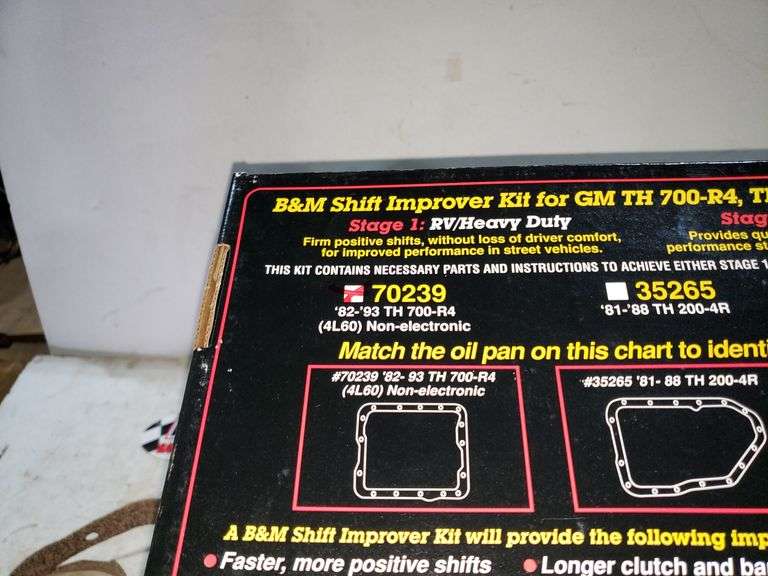 B&M Shift Improver Kit for GM TH 700-R4,
Stage 1: RV/Heavy Duty
Firm positive shifts, without loss of driver comfort,
for improved performance in street vehicles.
Provides
performance
THIS KIT CONTAINS NECESSARY PARTS AND INSTRUCTIONS TO ACHIEVE EITHER STAGE 1
70239
'82-'93 TH 700-R4
(4L60) Non-electronic
35265
'81-'88 TH 200-4R
Match the oil pan on this chart to
#70239 '82- 93 TH 700-R4
(4L60) Non-electronic
#35265 '81- 88 TH 200-4R
A B&M Shift Improver Kit will provide the following
• Faster, more positive shifts
• Longer clutch and